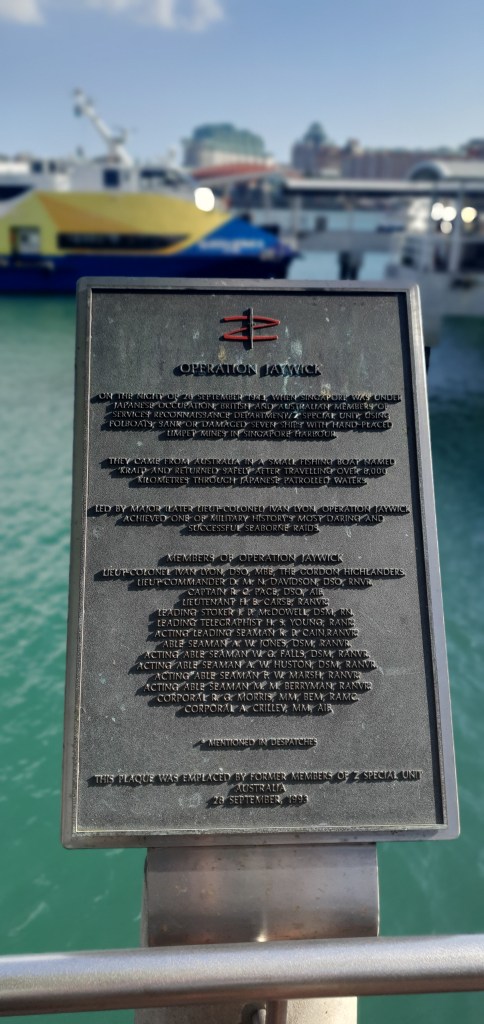 OPERATION JAYWICK
ON THE NIGHT OF 26 SEPTEMBER 1943, WHEN SINGAPORE WAS UNDER
JAPANESE OCCUPATION, BRITISH AND AUSTRALIAN MEMBERS OF
SERVICES RECONNAISSANCE DEPARTMENT/Z SPECIAL UNIT, USING
FOLBOATS, SANK OR DAMAGED SEVEN SHIPS WITH HAND-PLACED
LIMPET MINES IN SINGAPORE HARBOUR.
THEY CAME FROM AUSTRALIA IN A SMALL FISHING BOAT NAMED
KRAIT AND RETURNED SAFELY AFTER TRAVELLING OVER 8,000
KILOMETRES THROUGH JAPANESE PATROLLED WATERS.
LED BY MAJOR (LATER LIEUT-COLONEL) IVAN LYON, OPERATION JAYWICK
ACHIEVED ONE OF MILITARY HISTORY'S MOST DARING AND
SUCCESSFUL SEABORNE RAIDS.
MEMBERS OF OPERATION JAYWICK
LIEUT-COLONEL IVAN LYON, DSO, MBE, THE GORDON HIGHLANDERS.
LIEUT-COMMANDER D. M. N. DAVIDSON, DSO, RNVR.
CAPTAIN R. C. PAGE, DSO, AIF.
LIEUTENANT H. E. CARSE, RANVR.
LEADING STOKER J. P. McDOWELL, DSM, RN.
LEADING TELEGRAPHIST H. S. YOUNG, RANR.
ACTING LEADING SEAMAN K. P. CAIN, RANVR.
ABLE SEAMAN A. W. JONES, DSM, RANVR.
ACTING ABLE SEAMAN W. G. FALLS, DSM, RANVR.
ACTING ABLE SEAMAN A. W. HUSTON, DSM, RANVR.
ACTING ABLE SEAMAN F. W. MARSH, RANVR.
ACTING ABLE SEAMAN M. M. BERRYMAN, RANVR.
CORPORAL R. G. MORRIS, MM, BEM, RAMC.
CORPORAL A. CRILLEY, MM, AIF.
* MENTIONED IN DESPATCHES
THIS PLAQUE WAS EMPLACED BY FORMER MEMBERS OF Z SPECIAL UNIT
AUSTRALIA
26 SEPTEMBER, 1993